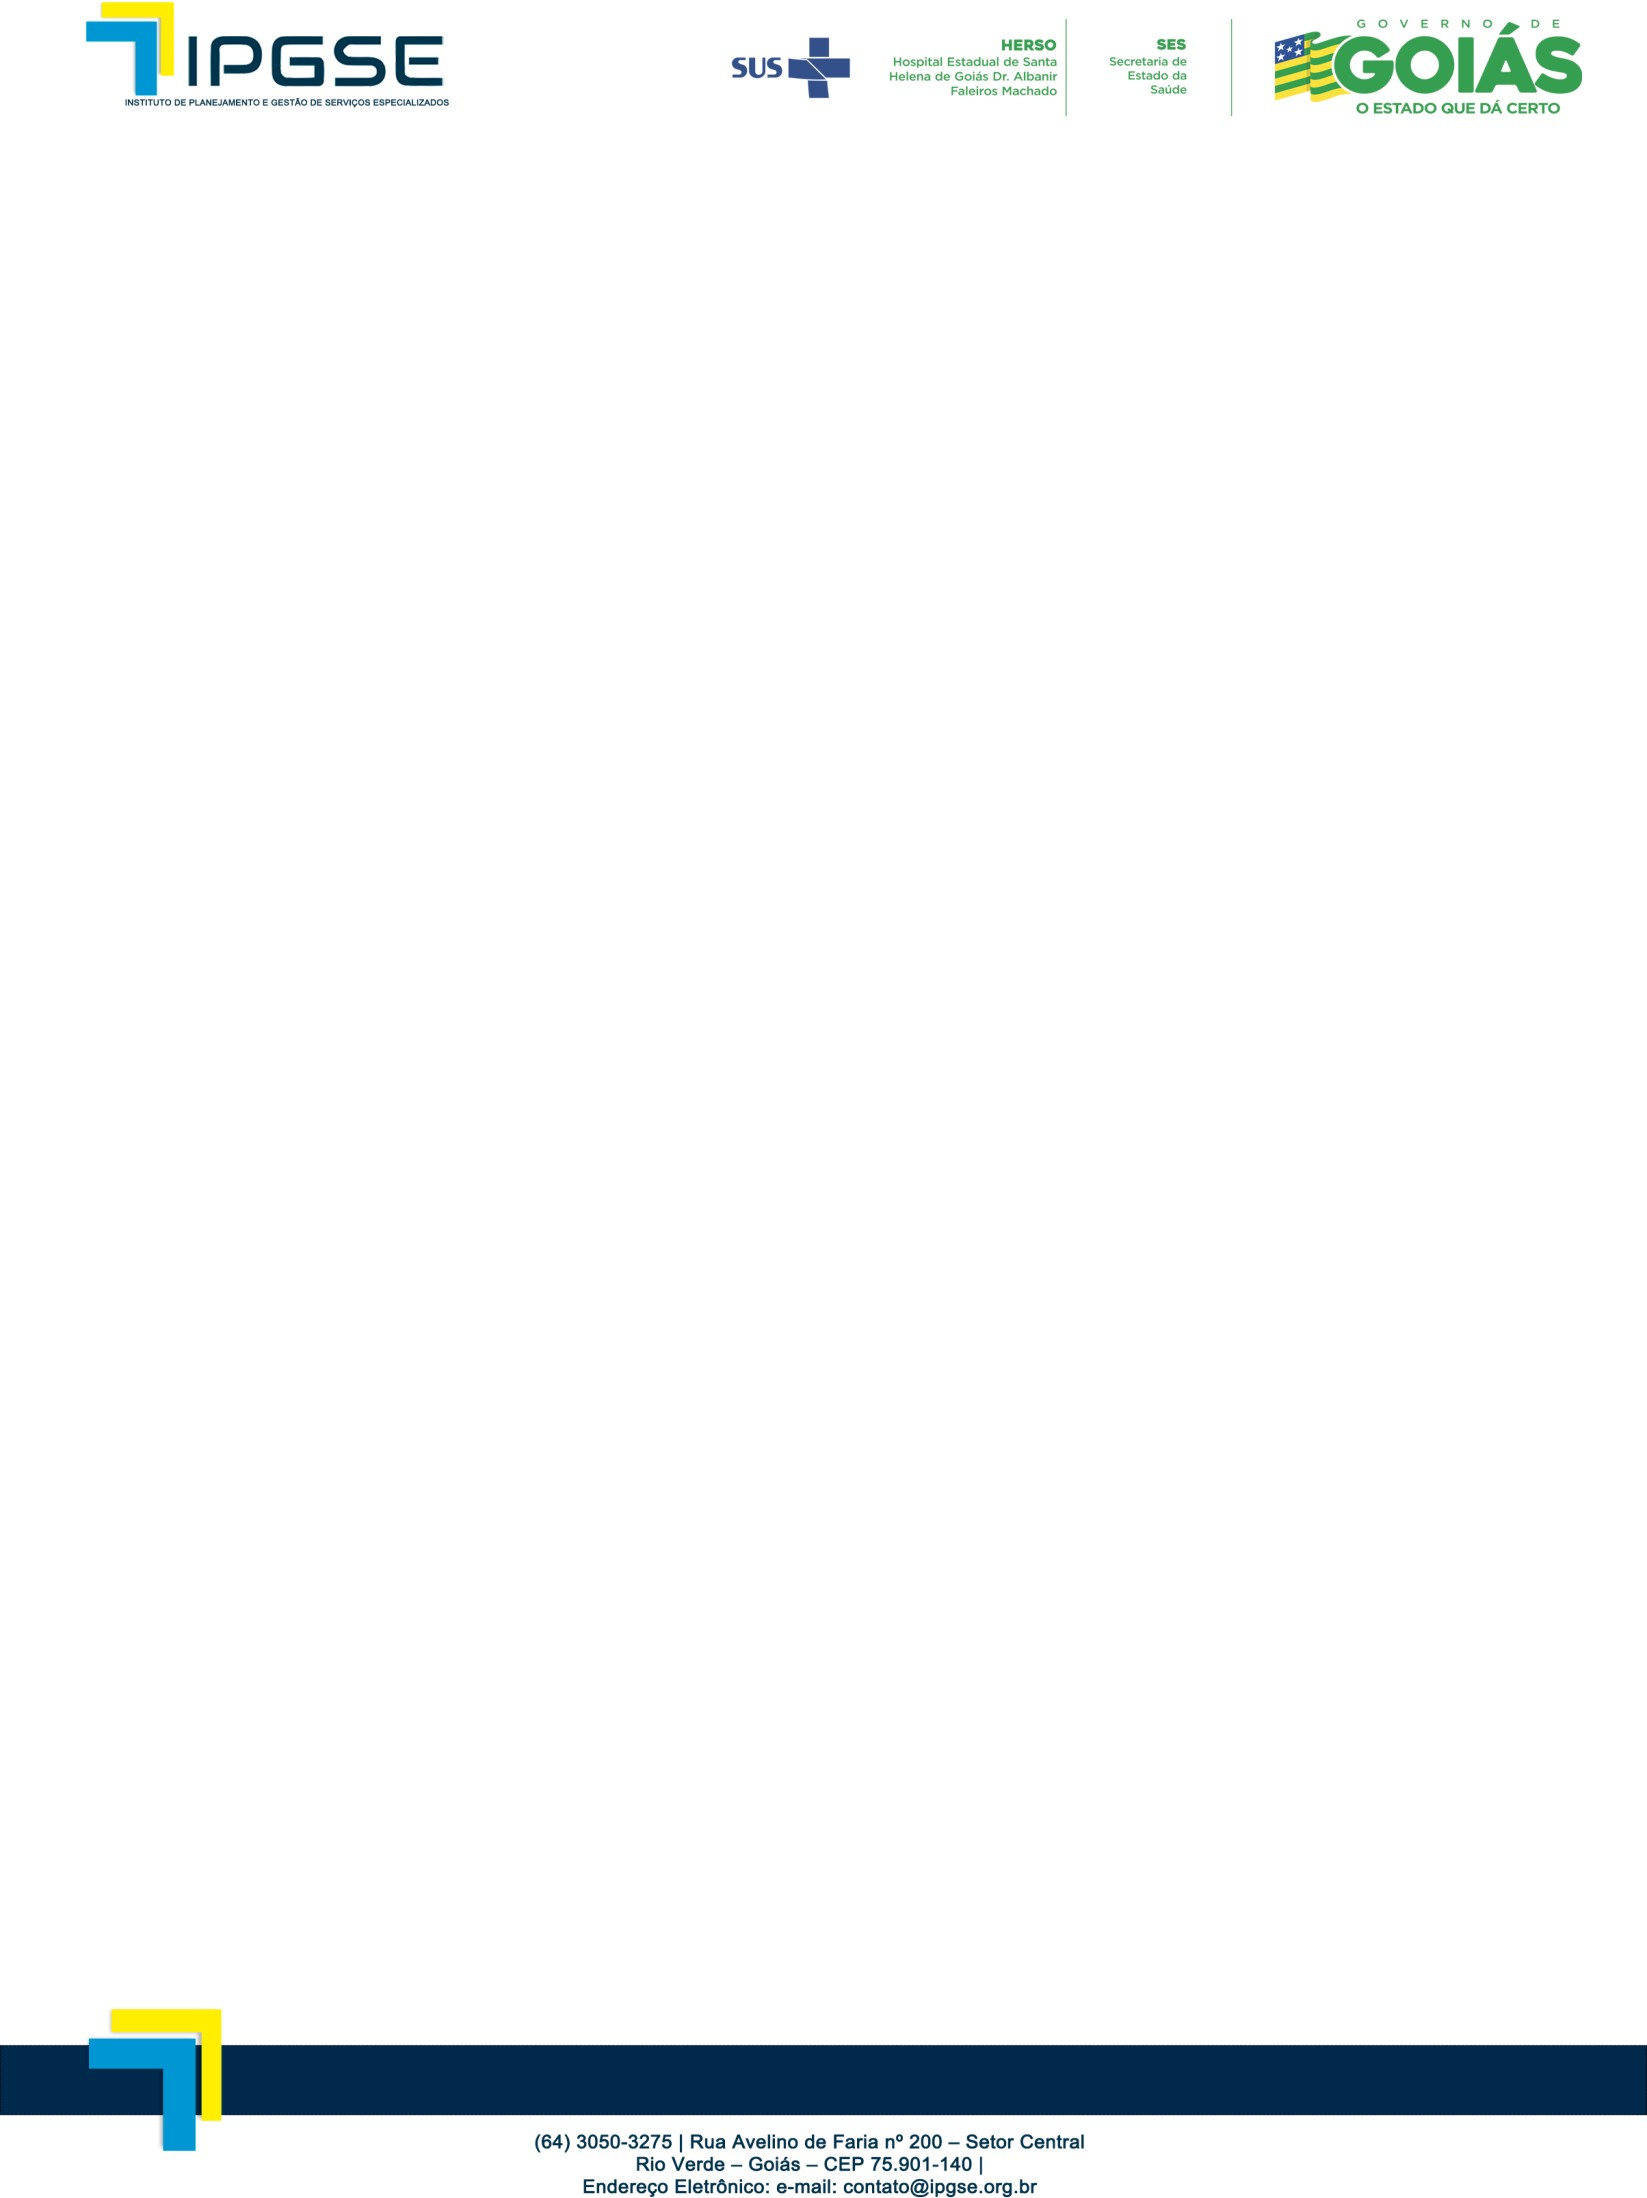 IPGSE
INSTITUTO DE PLANEJAMENTO E GESTÃO DE SERVIÇOS ESPECIALIZADOS
SUS
HERSO
Hospital Estadual de Santa
Helena de Goiás Dr. Albanir
Faleiros Machado
SES
Secretaria de
Estado da
Saúde
GOVERNO DE
GOIÁS
O ESTADO QUE DÁ CERTO
(64) 3050-3275 | Rua Avelino de Faria nº 200 – Setor Central
Rio Verde – Goiás – CEP 75.901-140 |
Endereço Eletrônico: e-mail: contato@ipgse.org.br